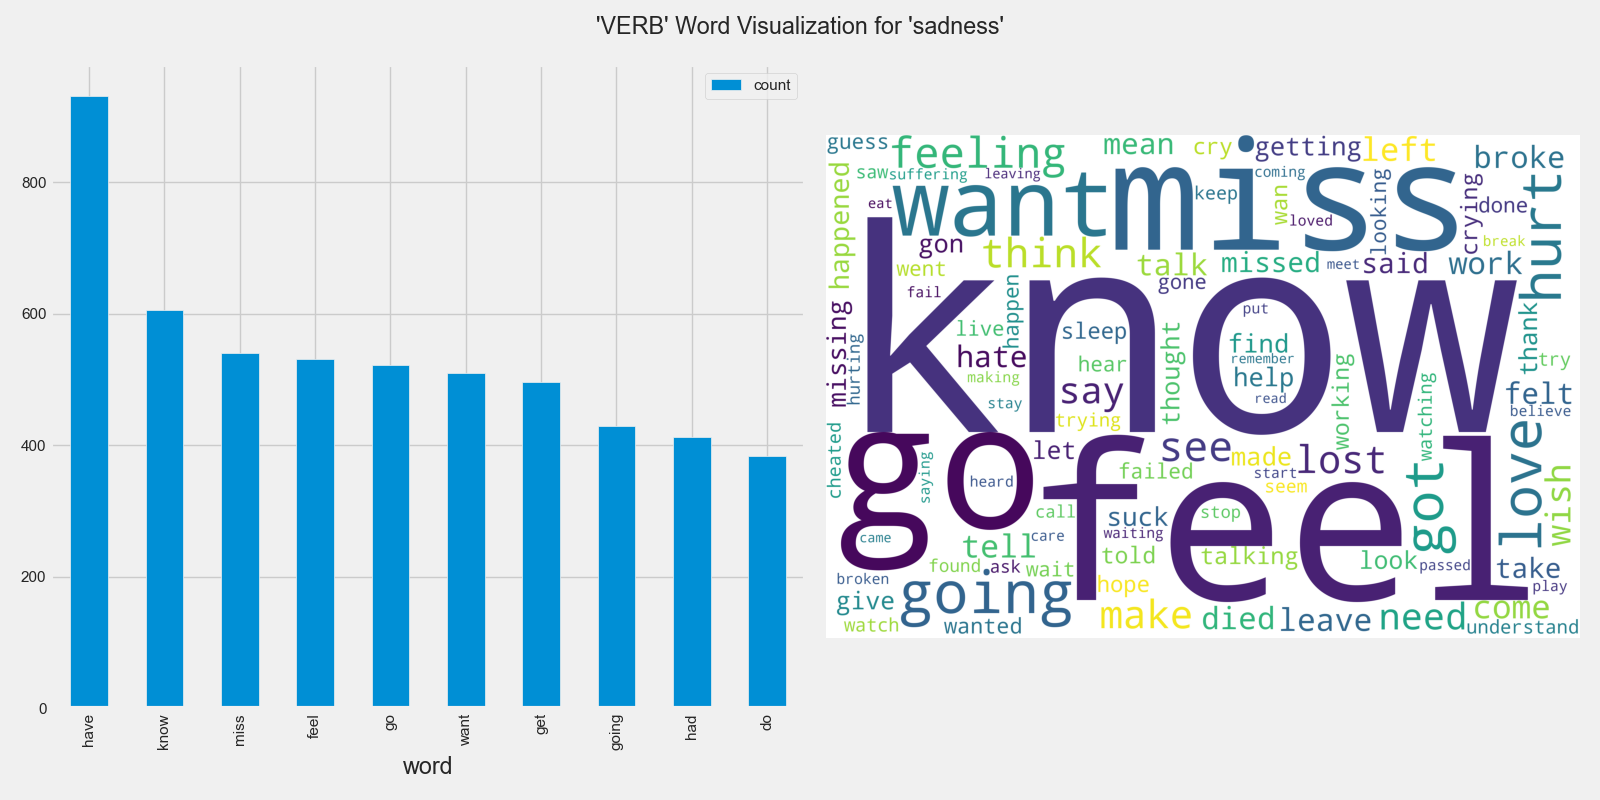 'VERB' Word Visualization for 'sadness'
count
800
600
400
200
0
have
know
miss
feel
go
want
get
going
had
do
word
guess
feeling
mean
cry
getting
left
broke
saw
suffering
leaving
coming
happened
want
miss
keep
wan
loved
looking
crying
done
hurt
eat
gon
think
talk
missed
meet
said
break
work
went
fail
happen
gone
know
put
missing
hurting
live
sleep
hate
hear
making
stay
say
trying
thought
find
remember
help
read
working
thank
try
felt
believe
watching
cheated
saying
go
heard
let
see
made
start
seem
lost
failed
feel
got
love
wish
call
suck
stop
came
care
waiting
tell
told
talking
look
passed
take
found
ask
wait
broken
going
hope
play
give
make
died
leave
need
come
watch
wanted
understand